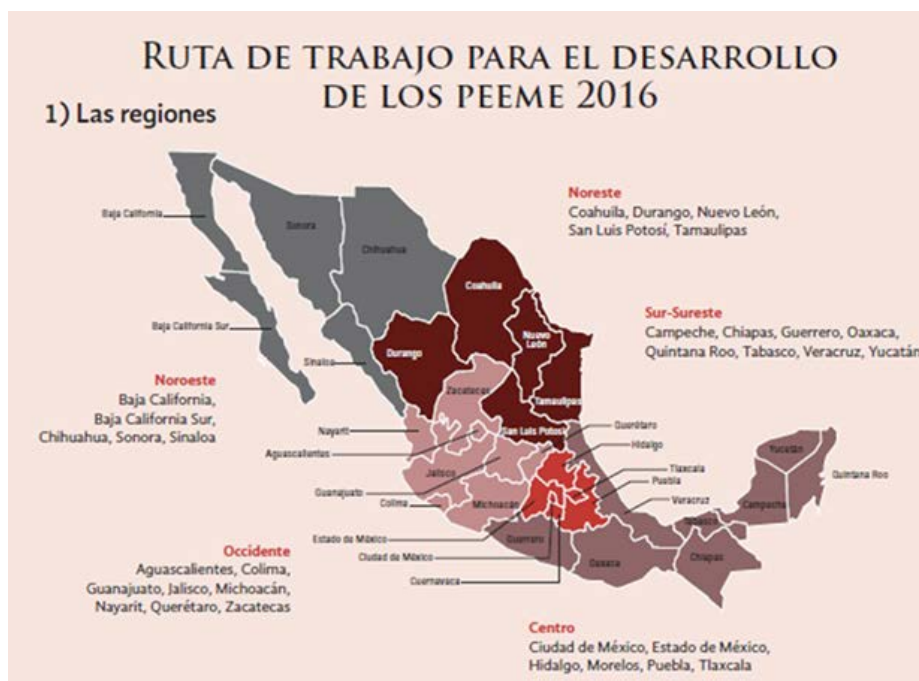 RUTA DE TRABAJO PARA EL DESARROLLO
DE LOS PEEME 2016
1) Las regiones
Noreste
Coahuila, Durango, Nuevo León,
San Luis Potosí, Tamaulipas
Baja California
Sonora
Chihuahua
Coahuila
Sur-Sureste
Campeche, Chiapas, Guerrero, Oaxaca,
Quintana Roo, Tabasco, Veracruz, Yucatán
Baja California Sur
Nuevo
León
Durango
Sinaloa
Noroeste
Baja California,
Baja California Sur,
Chihuahua, Sonora, Sinaloa
Zacatecas
Tamaulipas
Nayarit
San Luis Potosí
Querétaro
Hidalgo
Aguascalientes
Jalisco
Tlaxcala
Yucatán
Quintana Roo
Guanajuato
Puebla
Colima
Michoacán
Veracruz
Campeche
Tabasco
Estado de México
Guerrero
Ciudad de México
Oaxaca
Chiapas
Cuernavaca
Occidente
Aguascalientes, Colima,
Guanajuato, Jalisco, Michoacán,
Nayarit, Querétaro, Zacatecas
Centro
Ciudad de México, Estado de México,
Hidalgo, Morelos, Puebla, Tlaxcala